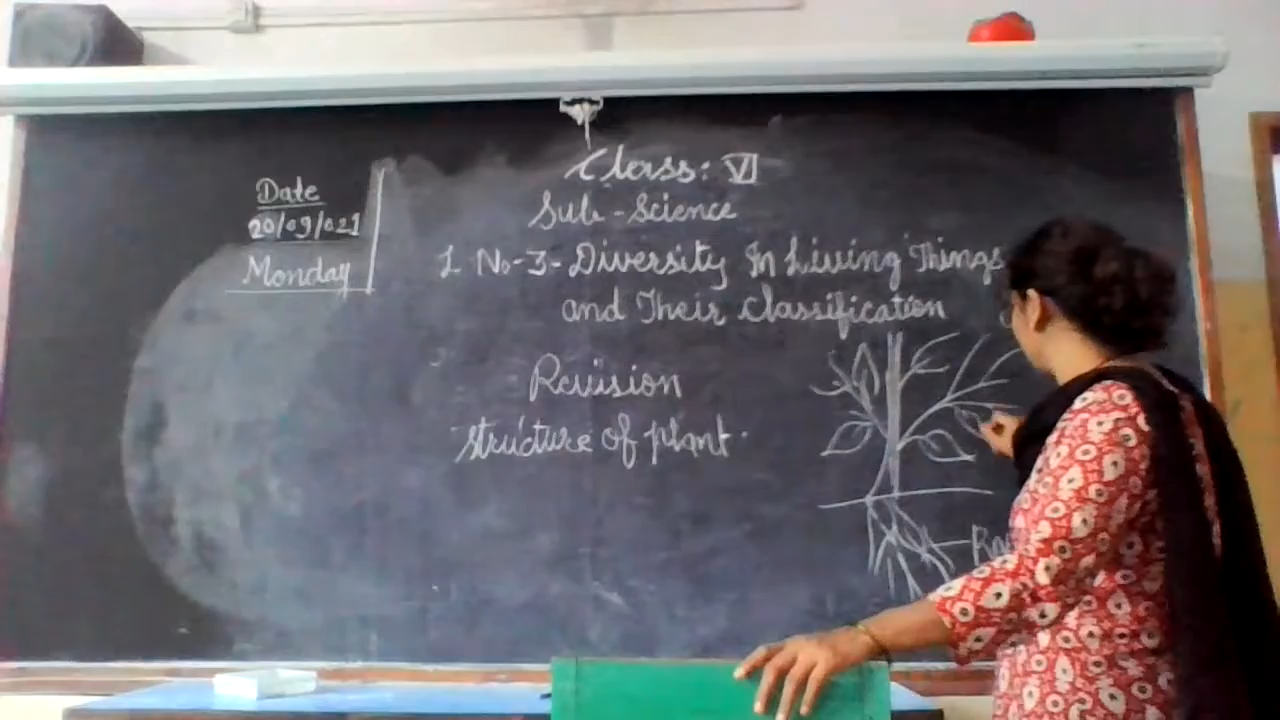 Date
20/09/021
Monday
Class: VI
Sub - Science
L No-3- Diversity In Living Things
and Their Classification
Revision
structure of plant.